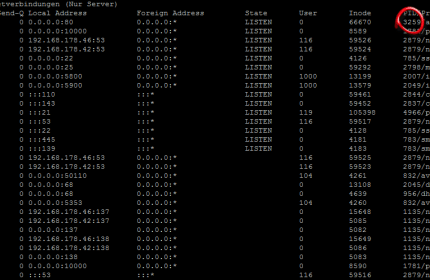 etverbindungen (Nur Server)
end-Q Local Address Foreign Address State User Inode PID/Pr
0 0.0.0.0:80 0.0.0.0:* LISTEN 0 66670 3259/a
0 0.0.0.0:10000 0.0.0.0:* LISTEN 0 8589 /p
0 192.168.178.46:53 0.0.0.0:* LISTEN 116 59526 2879/n
0 192.168.178.42:53 0.0.0.0:* LISTEN 116 59524 2879/n
0 0.0.0.0:22 0.0.0.0:* LISTEN 0 4126 785/ss
0 0.0.0.0:25 0.0.0.0:* LISTEN 0 59292 2798/m
0 0.0.0.0:5800 0.0.0.0:* LISTEN 1000 13199 2007/i
0 0.0.0.0:5900 0.0.0.0:* LISTEN 1000 13579 2049/i
0 :::110 :::* LISTEN 0 59461 2844/c
0 :::143 :::* LISTEN 0 59452 2837/c
0 :::21 :::* LISTEN 119 105398 4966/p
0 :::53 :::* LISTEN 116 59517 2879/n
0 :::22 :::* LISTEN 0 4128 785/ss
0 :::445 :::* LISTEN 0 4181 783/sm
0 :::139 :::* LISTEN 0 4183 783/sm
0 192.168.178.46:53 0.0.0.0:* 116 59525 2879/n
0 192.168.178.42:53 0.0.0.0:* 116 59523 2879/n
0 0.0.0.0:50110 0.0.0.0:* 104 4261 832/av
0 0.0.0.0:68 0.0.0.0:* 0 13108 2045/d
0 0.0.0.0:68 0.0.0.0:* 0 4639 956/dh
0 0.0.0.0:5353 0.0.0.0:* 104 4260 832/av
0 192.168.178.46:137 0.0.0.0:* 0 15648 1135/n
0 192.168.178.42:137 0.0.0.0:* 0 5085 1135/n
0 0.0.0.0:137 0.0.0.0:* 0 5082 1135/n
0 192.168.178.46:138 0.0.0.0:* 0 15649 1135/n
0 192.168.178.42:138 0.0.0.0:* 0 5086 1135/n
0 0.0.0.0:138 0.0.0.0:* 0 5083 1135/n
0 0.0.0.0:10000 0.0.0.0:* 0 8590 1781/p
0 :::53 :::* 116 59516 2879/n